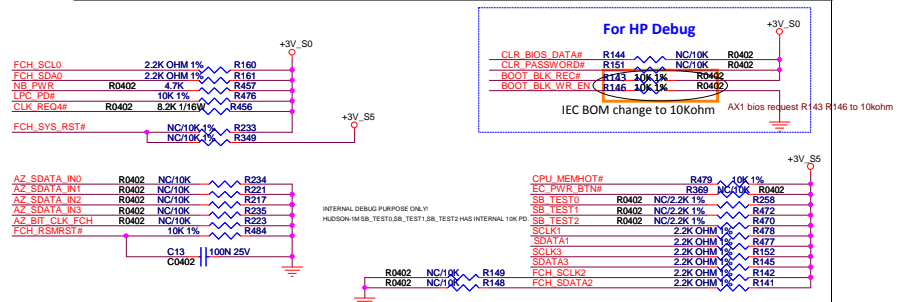 For HP Debug
+3V_S0
CLR_BIOS_DATA# R144 NC/10K R0402
CLR_PASSWORD# R151 NC/10K R0402
BOOT_BLK_REC# R143 10K 1% R0402
BOOT_BLK_WR_EN R146 10K 1% R0402
IEC BOM change to 10Kohm
AX1 bios request R143 R146 to 10kohm
+3V_S0
FCH_SCL0 2.2K OHM 1% R160
FCH_SDA0 2.2K OHM 1% R161
NB_PWR R0402 4.7K R457
LPC_PD# 10K 1% R476
CLK_REQ4# R0402 8.2K 1/16W R456
+3V_S5
FCH_SYS_RST# NC/10K 1% R233
NC/10K 1% R349
AZ_SDATA_IN0 R0402 NC/10K R234
AZ_SDATA_IN1 R0402 NC/10K R221
AZ_SDATA_IN2 R0402 NC/10K R217
AZ_SDATA_IN3 R0402 NC/10K R235
AZ_BIT_CLK_FCH R0402 NC/10K R223
FCH_RSMRST# 10K 1% R484
C13 100N 25V
C0402
INTERNAL DEBUG PURPOSE ONLY!
HUDSON-1M SB_TEST0,SB_TEST1,SB_TEST2 HAS INTERNAL 10K PD.
+3V_S5
CPU_MEMHOT# R479 10K 1%
EC_PWR_BTN# R369 NC/10K R0402
SB_TEST0 R0402 NC/2.2K 1% R258
SB_TEST1 R0402 NC/2.2K 1% R472
SB_TEST2 R0402 NC/2.2K 1% R470
SCLK1 2.2K OHM 1% R478
SDATA1 2.2K OHM 1% R477
SCLK3 2.2K OHM 1% R152
SDATA3 2.2K OHM 1% R145
FCH_SCLK2 2.2K OHM 1% R142
FCH_SDATA2 2.2K OHM 1% R141
R0402 NC/10K R149
R0402 NC/10K R148